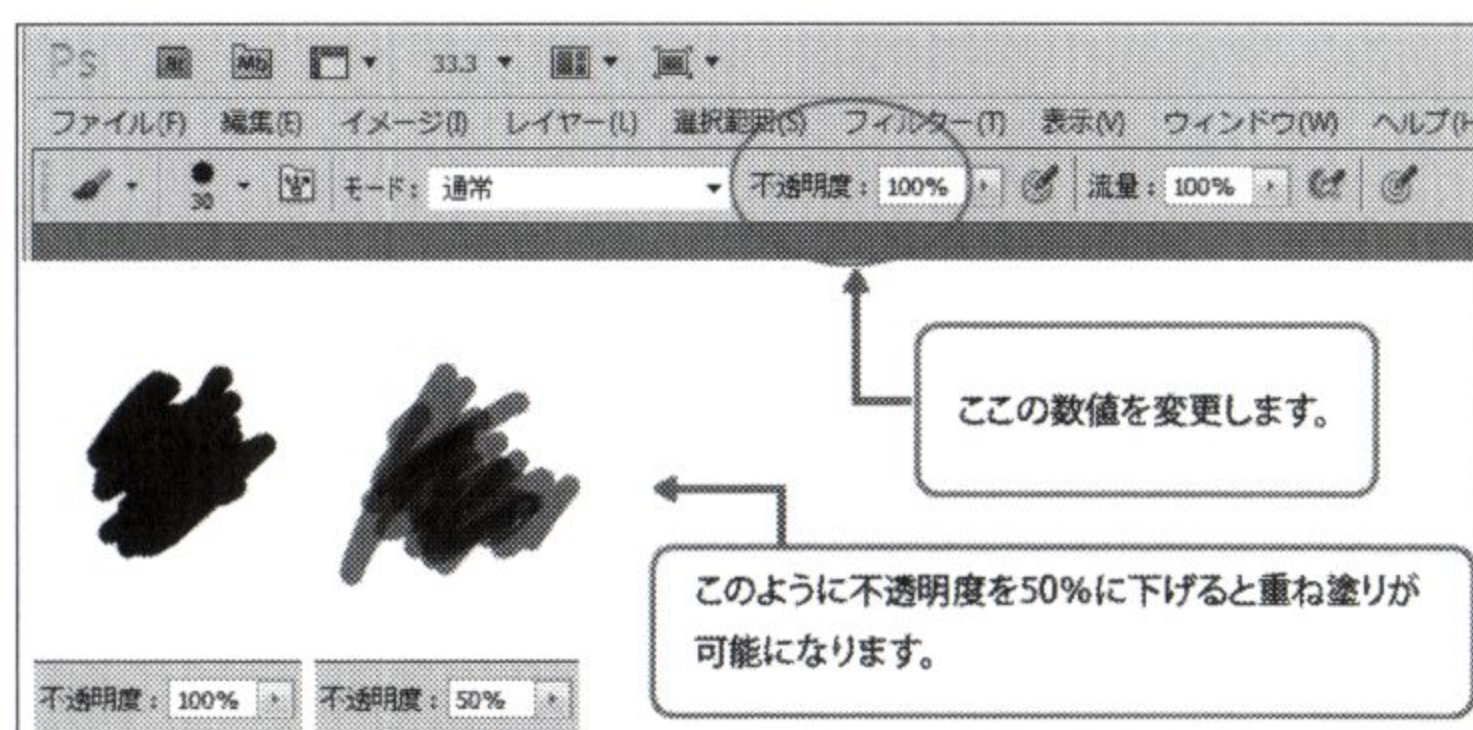 Ps Br Mb 33.3
ファイル(F) 編集(E) イメージ(I) レイヤー(L) 選択範囲(S) フィルター(T) 表示(V) ウィンドウ(W) ヘルプ(H
30 モード: 通常 不透明度: 100% 流量: 100%
ここの数値を変更します。
このように不透明度を50%に下げると重ね塗りが
可能になります。
不透明度: 100% 不透明度: 50%